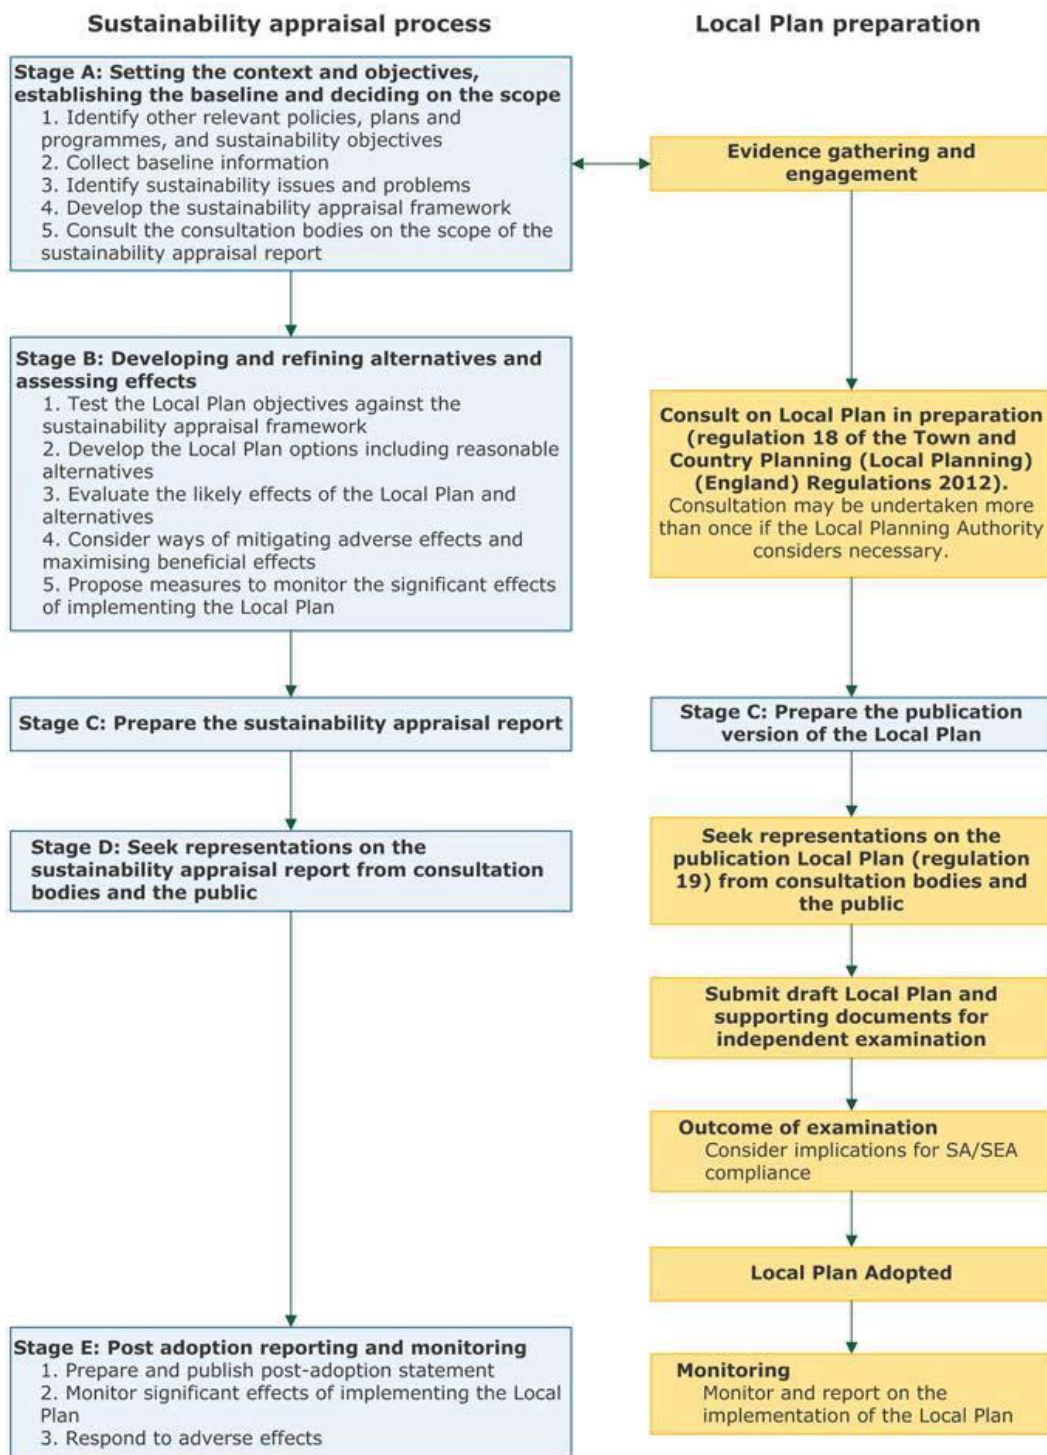 Sustainability appraisal process
Stage A: Setting the context and objectives,
establishing the baseline and deciding on the scope
1. Identify other relevant policies, plans and
programmes, and sustainability objectives
2. Collect baseline information
3. Identify sustainability issues and problems
4. Develop the sustainability appraisal framework
5. Consult the consultation bodies on the scope of the
sustainability appraisal report
Stage B: Developing and refining alternatives and
assessing effects
1. Test the Local Plan objectives against the
sustainability appraisal framework
2. Develop the Local Plan options including reasonable
alternatives
3. Evaluate the likely effects of the Local Plan and
alternatives
4. Consider ways of mitigating adverse effects and
maximising beneficial effects
5. Propose measures to monitor the significant effects
of implementing the Local Plan
Stage C: Prepare the sustainability appraisal report
Stage D: Seek representations on the
sustainability appraisal report from consultation
bodies and the public
Stage E: Post adoption reporting and monitoring
1. Prepare and publish post-adoption statement
2. Monitor significant effects of implementing the Local
Plan
3. Respond to adverse effects
Local Plan preparation
Evidence gathering and
engagement
Consult on Local Plan in preparation
(regulation 18 of the Town and
Country Planning (Local Planning)
(England) Regulations 2012).
Consultation may be undertaken more
than once if the Local Planning Authority
considers necessary.
Stage C: Prepare the publication
version of the Local Plan
Seek representations on the
publication Local Plan (regulation
19) from consultation bodies and
the public
Submit draft Local Plan and
supporting documents for
independent examination
Outcome of examination
Consider implications for SA/SEA
compliance
Local Plan Adopted
Monitoring
Monitor and report on the
implementation of the Local Plan